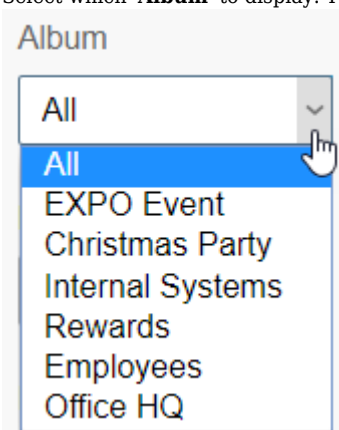 Select which 'Album' to display.
Album
All
All
EXPO Event
Christmas Party
Internal Systems
Rewards
Employees
Office HQ